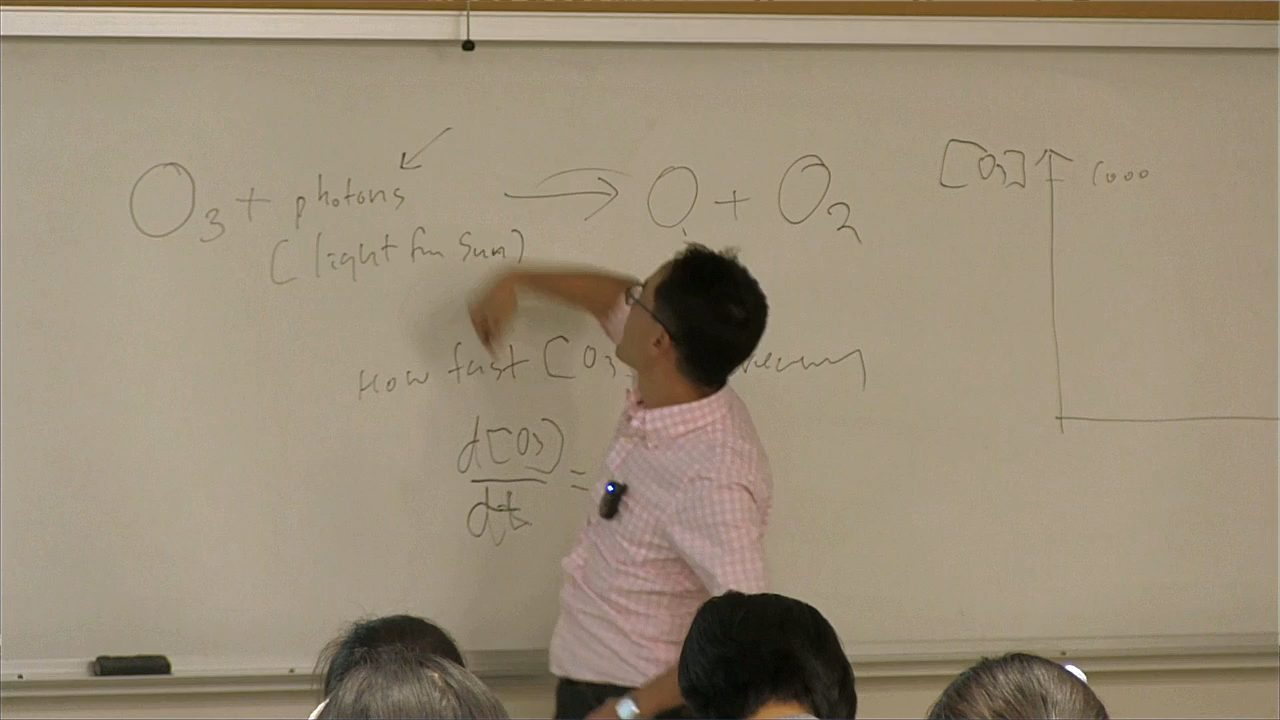 O3 + photons → O + O2
(light fm Sun)
[O3] 1000
How fast [O3
d[O3]/dt =